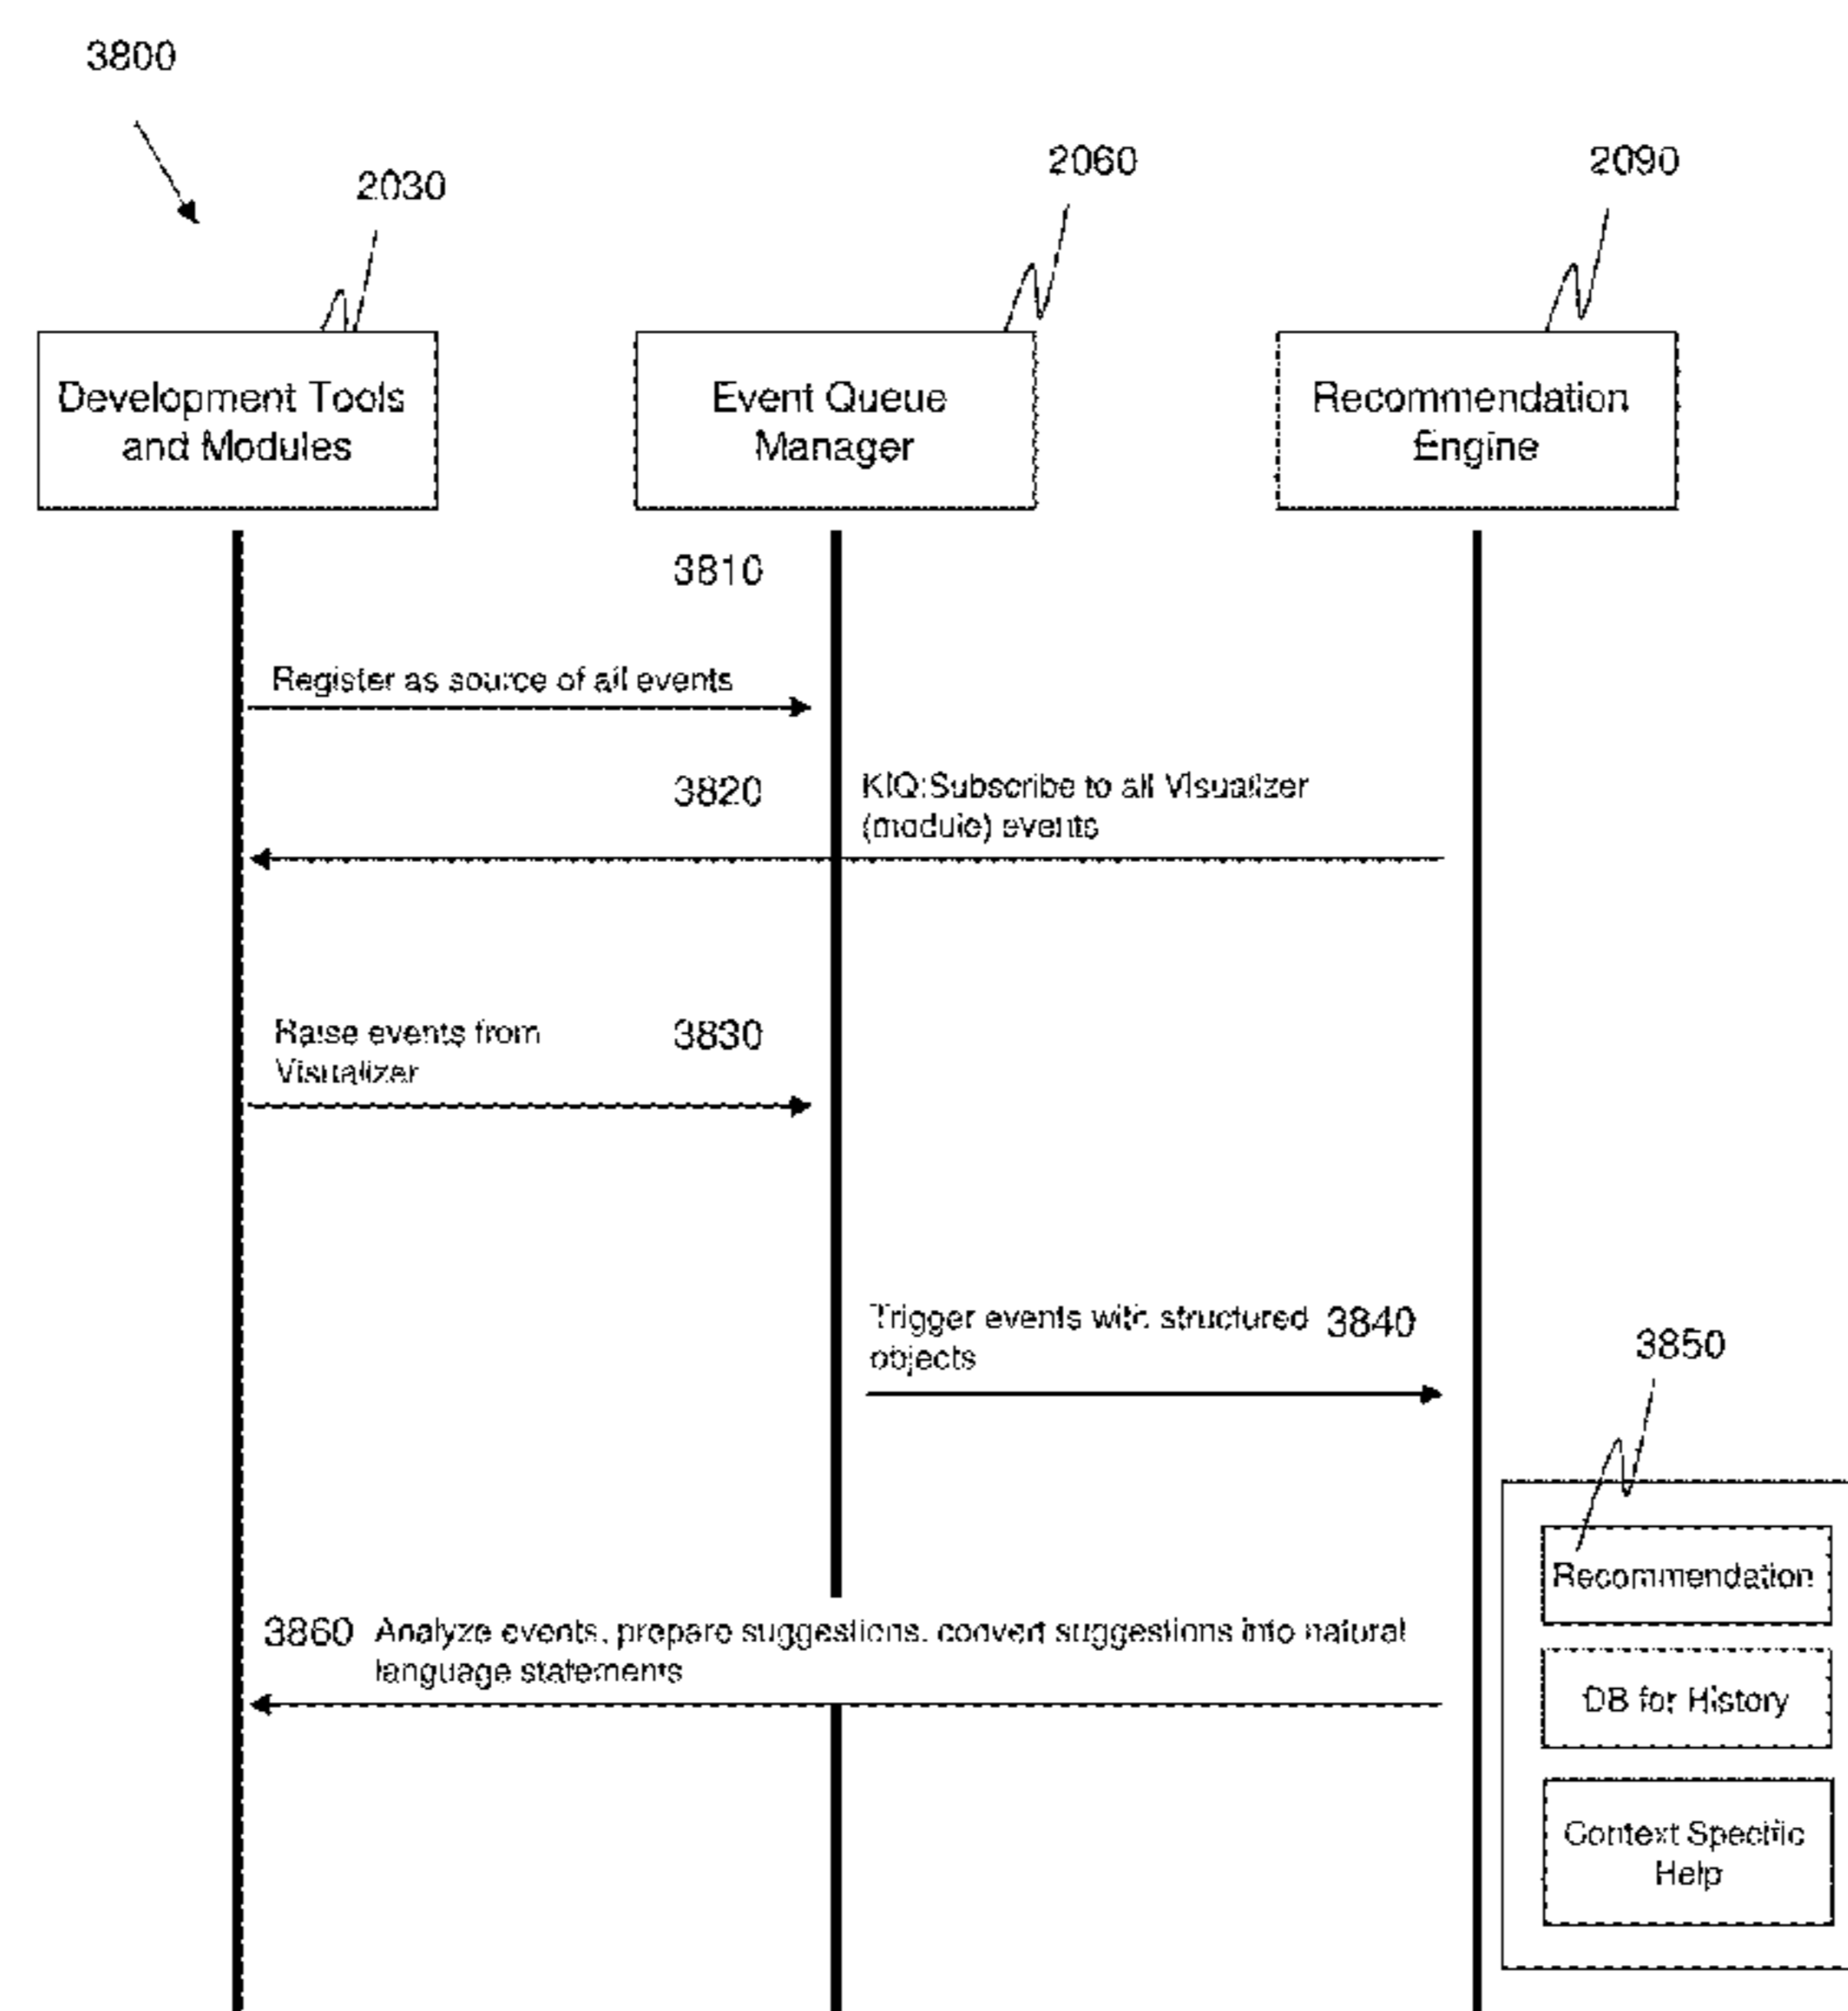 3800
2030
2060
2090
Development Tools
and Modules
Event Queue
Manager
Recommendation
Engine
3810
Register as source of all events
3820
KIQ:Subscribe to all Visualizer
(module) events
Raise events from
Visualizer
3830
Trigger events with structured
objects
3840
3850
Recommendation
3860
Analyze events, prepare suggestions, convert suggestions into natural
language statements
DB for History
Context Specific
Help